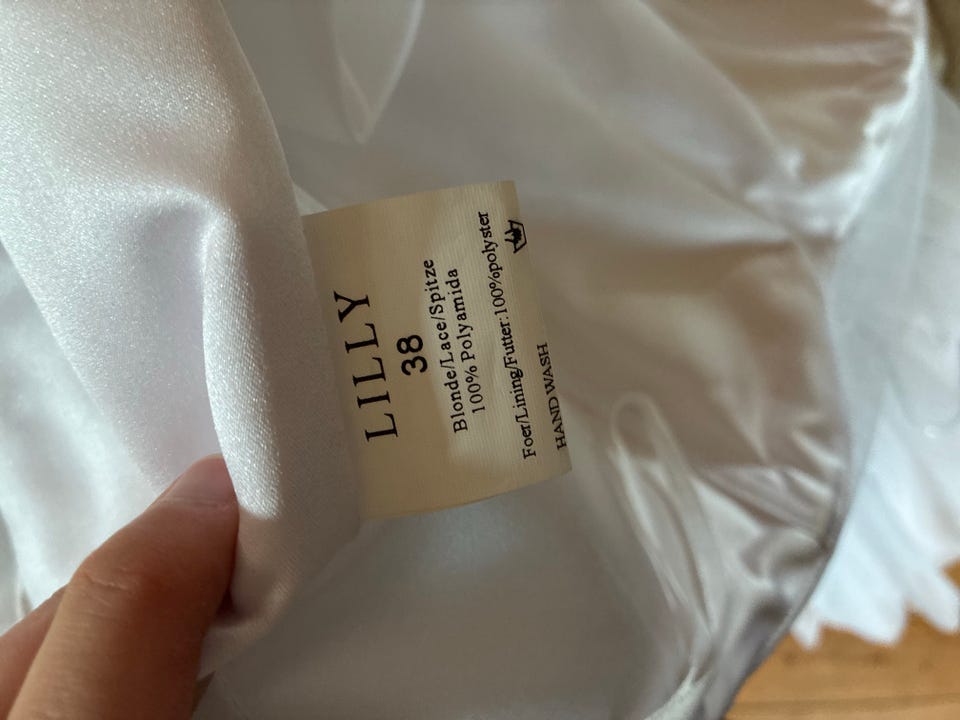 LILLY
38
Blonde/Lace/Spitze
100% Polyamida
Foer/Lining/Futter:100%polyster
HAND WASH